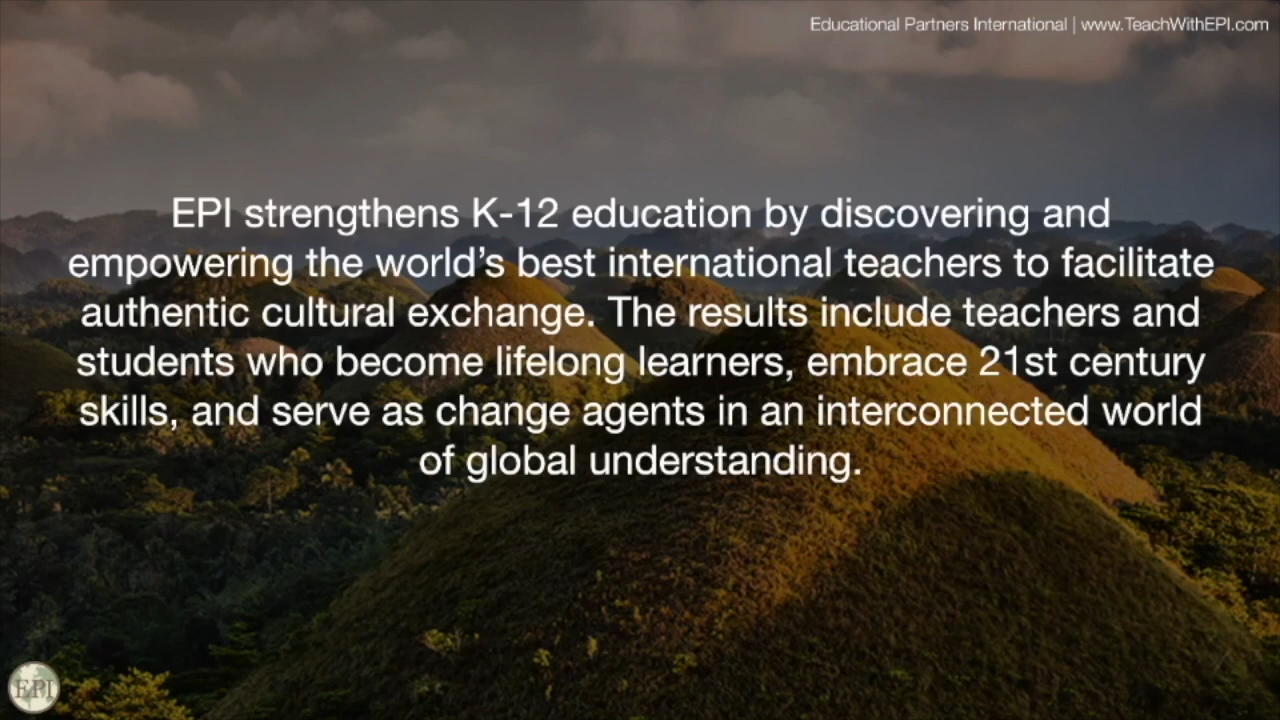 Educational Partners International | www.TeachWithEPI.com
EPI strengthens K-12 education by discovering and
empowering the world's best international teachers to facilitate
authentic cultural exchange. The results include teachers and
students who become lifelong learners, embrace 21st century
skills, and serve as change agents in an interconnected world
of global understanding.
EPI